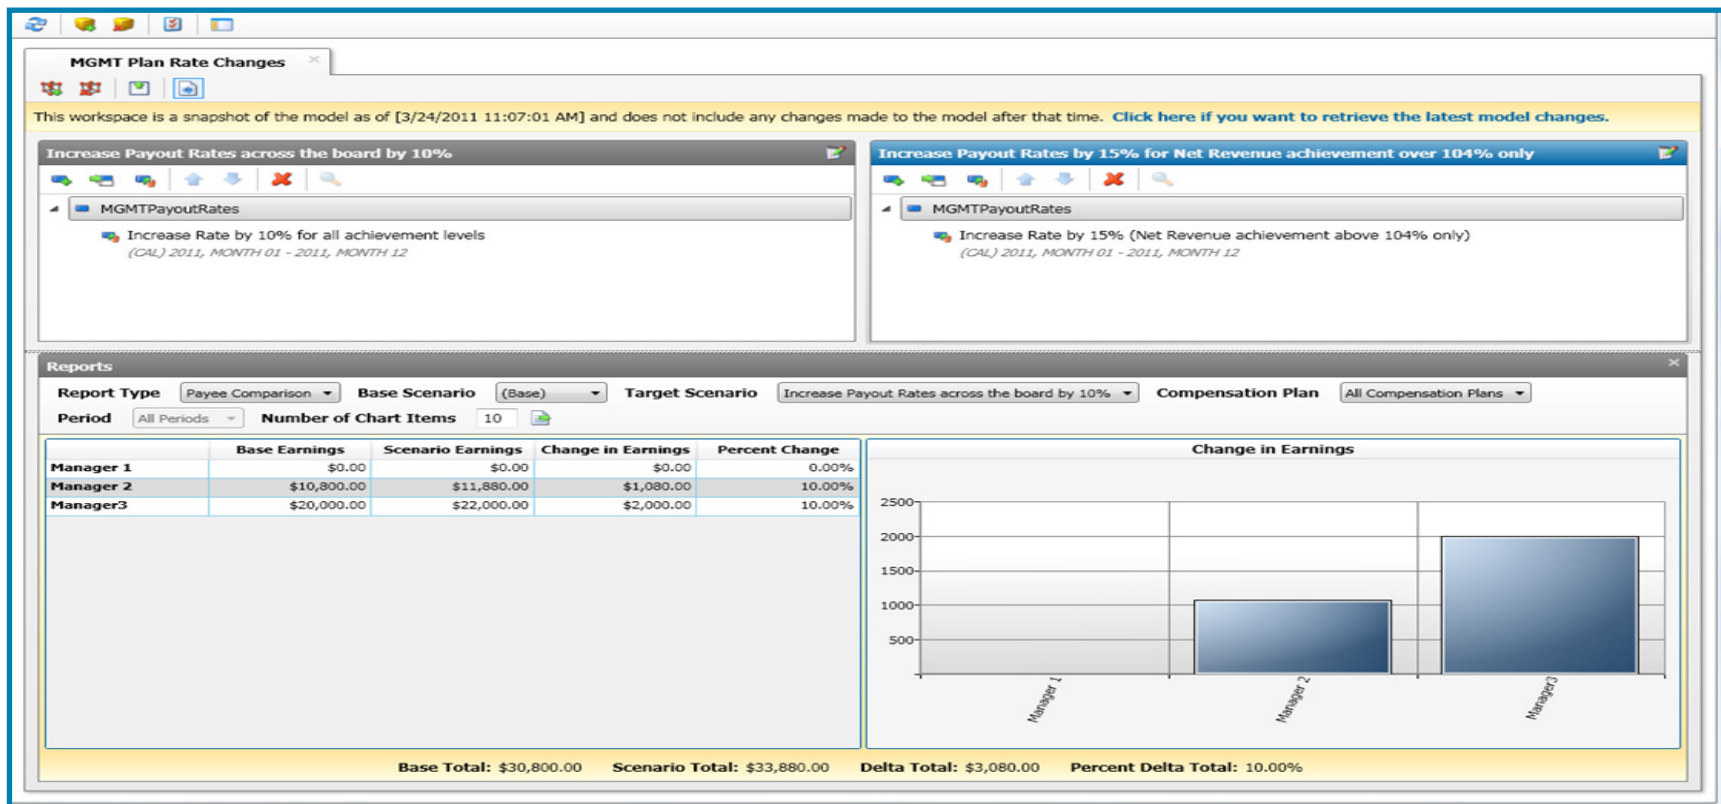 MGMT Plan Rate Changes
This workspace is a snapshot of the model as of [3/24/2011 11:07:01 AM] and does not include any changes made to the model after that time. Click here if you want to retrieve the latest model changes.
Increase Payout Rates across the board by 10%
MGMTPayoutRates
Increase Rate by 10% for all achievement levels
(CAL) 2011, MONTH 01 - 2011, MONTH 12
Increase Payout Rates by 15% for Net Revenue achievement over 104% only
MGMTPayoutRates
Increase Rate by 15% (Net Revenue achievement above 104% only)
(CAL) 2011, MONTH 01 - 2011, MONTH 12
Reports
Report Type Payee Comparison Base Scenario (Base) Target Scenario Increase Payout Rates across the board by 10% Compensation Plan All Compensation Plans
Period All Periods Number of Chart Items 10
Base Earnings Scenario Earnings Change in Earnings Percent Change
Manager 1 $0.00 $0.00 $0.00 0.00%
Manager 2 $10,800.00 $11,880.00 $1,080.00 10.00%
Manager3 $20,000.00 $22,000.00 $2,000.00 10.00%
Change in Earnings
2500
2000
1500
1000
500
Manager 1
Manager 2
Manager3
Base Total: $30,800.00 Scenario Total: $33,880.00 Delta Total: $3,080.00 Percent Delta Total: 10.00%